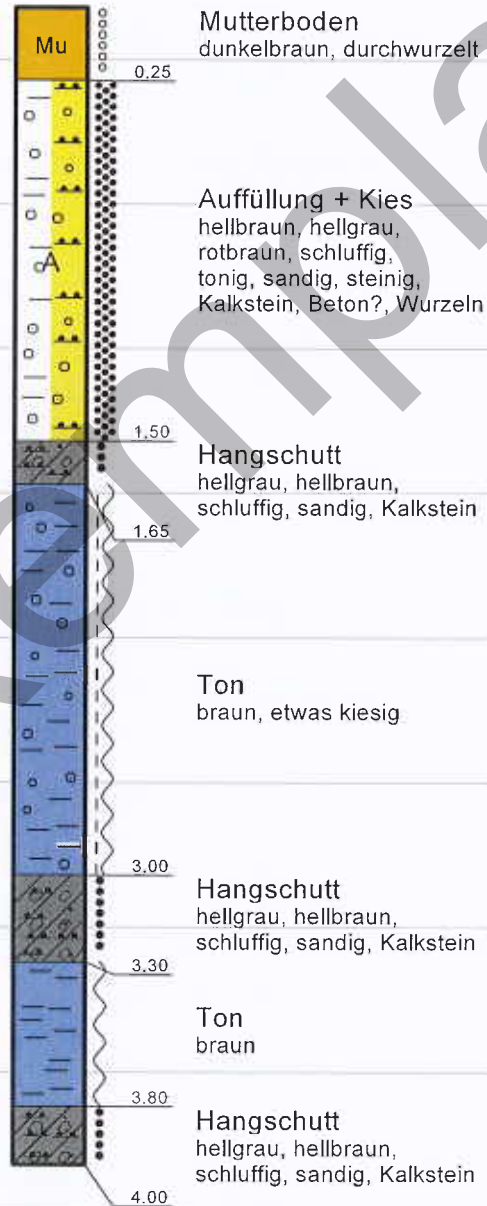 Mu
Mutterboden
dunkelbraun, durchwurzelt
0.25
Auffüllung + Kies
hellbraun, hellgrau,
rotbraun, schluffig,
tonig, sandig, steinig,
Kalkstein, Beton?, Wurzeln
A
1.50
Hangschutt
hellgrau, hellbraun,
schluffig, sandig, Kalkstein
1.65
Ton
braun, etwas kiesig
3.00
Hangschutt
hellgrau, hellbraun,
schluffig, sandig, Kalkstein
3.30
Ton
braun
3.80
Hangschutt
hellgrau, hellbraun,
schluffig, sandig, Kalkstein
4.00